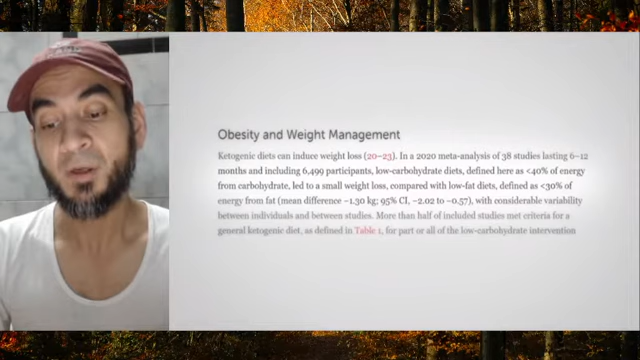 Obesity and Weight Management
Ketogenic diets can induce weight loss (20–23). In a 2020 meta-analysis of 38 studies lasting 6–12
months and including 6,499 participants, low-carbohydrate diets, defined here as <40% of energy
from carbohydrate, led to a small weight loss, compared with low-fat diets, defined as <30% of
energy from fat (mean difference −1.30 kg; 95% CI, −2.02 to −0.57), with considerable variability
between individuals and between studies. More than half of included studies met criteria for a
general ketogenic diet, as defined in Table 1, for part or all of the low-carbohydrate intervention